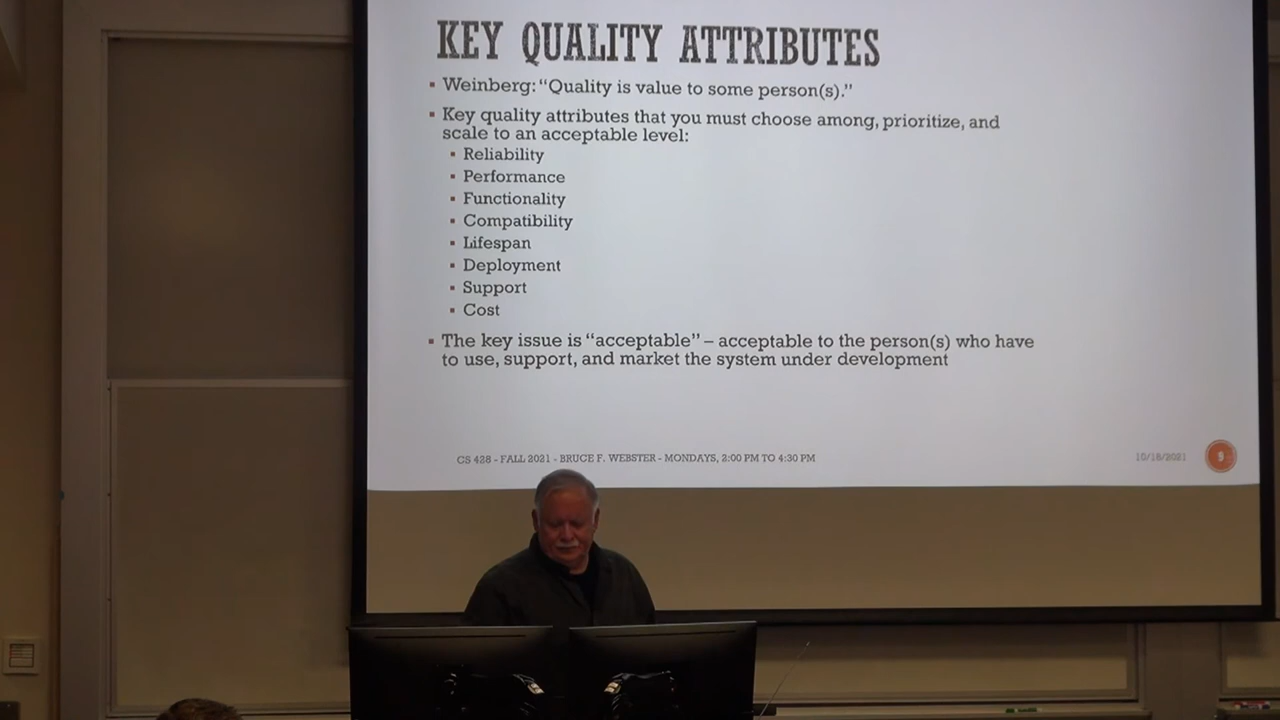 KEY QUALITY ATTRIBUTES
▪ Weinberg: “Quality is value to some person(s).”
▪ Key quality attributes that you must choose among, prioritize, and
scale to an acceptable level:
▪ Reliability
▪ Performance
▪ Functionality
▪ Compatibility
▪ Lifespan
▪ Deployment
▪ Support
▪ Cost
▪ The key issue is “acceptable” – acceptable to the person(s) who have
to use, support, and market the system under development
CS 428 - FALL 2021 - BRUCE F. WEBSTER - MONDAYS, 2:00 PM TO 4:30 PM
10/18/2021
9